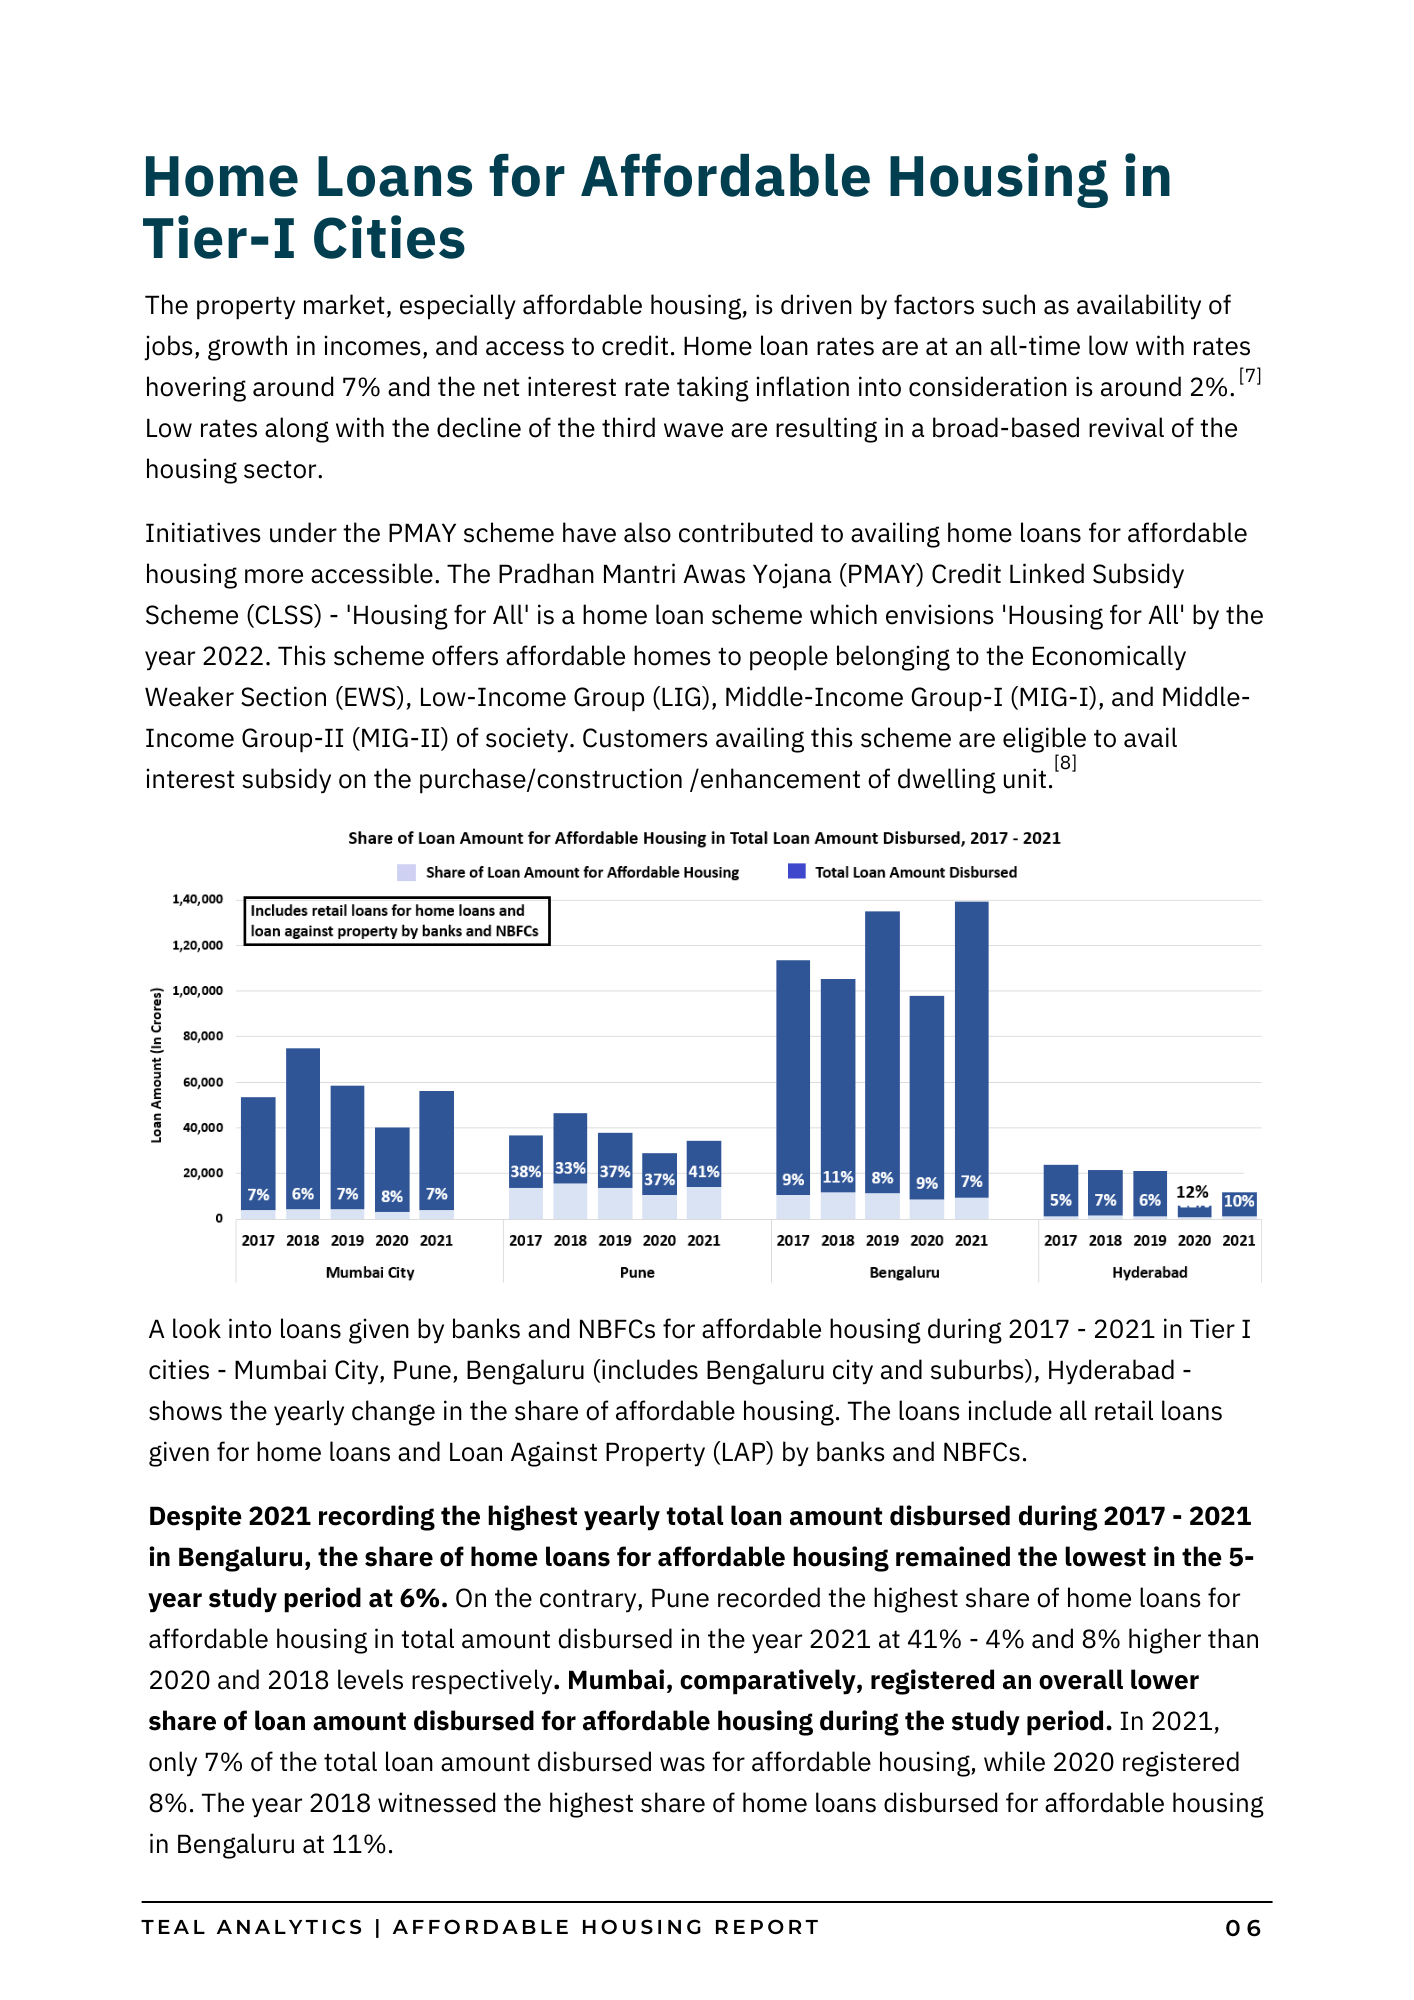 Home Loans for Affordable Housing in
Tier-I Cities
The property market, especially affordable housing, is driven by factors such as availability of
jobs, growth in incomes, and access to credit. Home loan rates are at an all-time low with rates
hovering around 7% and the net interest rate taking inflation into consideration is around 2%. [7]
Low rates along with the decline of the third wave are resulting in a broad-based revival of the
housing sector.
Initiatives under the PMAY scheme have also contributed to availing home loans for affordable
housing more accessible. The Pradhan Mantri Awas Yojana (PMAY) Credit Linked Subsidy
Scheme (CLSS) - 'Housing for All' is a home loan scheme which envisions 'Housing for All' by the
year 2022. This scheme offers affordable homes to people belonging to the Economically
Weaker Section (EWS), Low-Income Group (LIG), Middle-Income Group-I (MIG-I), and Middle-
Income Group-II (MIG-II) of society. Customers availing this scheme are eligible to avail
interest subsidy on the purchase/construction /enhancement of dwelling unit. [8]
Share of Loan Amount for Affordable Housing in Total Loan Amount Disbursed, 2017 - 2021
Share of Loan Amount for Affordable Housing Total Loan Amount Disbursed
Includes retail loans for home loans and
loan against property by banks and NBFCs
Loan Amount (In Crores)
1,40,000
1,20,000
1,00,000
80,000
60,000
40,000
20,000
0
7% 6% 7% 8% 7% 38% 33% 37% 37% 41% 9% 11% 8% 9% 7% 5% 7% 6% 12% 10%
2017 2018 2019 2020 2021 2017 2018 2019 2020 2021 2017 2018 2019 2020 2021 2017 2018 2019 2020 2021
Mumbai City Pune Bengaluru Hyderabad
A look into loans given by banks and NBFCs for affordable housing during 2017 - 2021 in Tier I
cities - Mumbai City, Pune, Bengaluru (includes Bengaluru city and suburbs), Hyderabad -
shows the yearly change in the share of affordable housing. The loans include all retail loans
given for home loans and Loan Against Property (LAP) by banks and NBFCs.
Despite 2021 recording the highest yearly total loan amount disbursed during 2017 - 2021
in Bengaluru, the share of home loans for affordable housing remained the lowest in the 5-
year study period at 6%. On the contrary, Pune recorded the highest share of home loans for
affordable housing in total amount disbursed in the year 2021 at 41% - 4% and 8% higher than
2020 and 2018 levels respectively. Mumbai, comparatively, registered an overall lower
share of loan amount disbursed for affordable housing during the study period. In 2021,
only 7% of the total loan amount disbursed was for affordable housing, while 2020 registered
8%. The year 2018 witnessed the highest share of home loans disbursed for affordable housing
in Bengaluru at 11%.
TEAL ANALYTICS | AFFORDABLE HOUSING REPORT 06